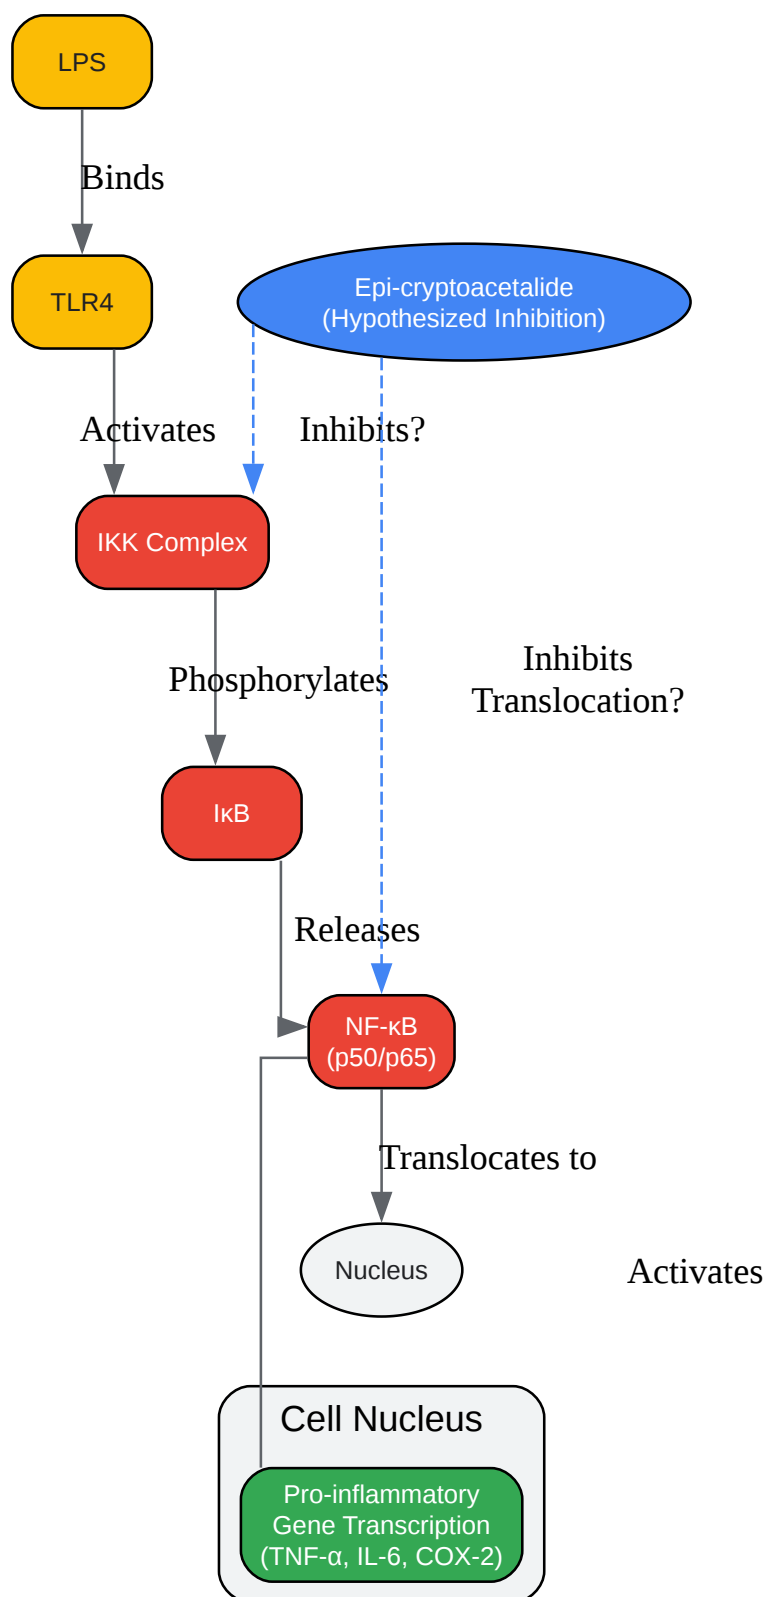 LPS
Binds
TLR4
Epi-cryptoacetalide
(Hypothesized Inhibition)
Activates
Inhibits?
IKK Complex
Phosphorylates
Inhibits
Translocation?
IκB
Releases
NF-κB
(p50/p65)
Translocates to
Nucleus
Activates
Cell Nucleus
Pro-inflammatory
Gene Transcription
(TNF-α, IL-6, COX-2)